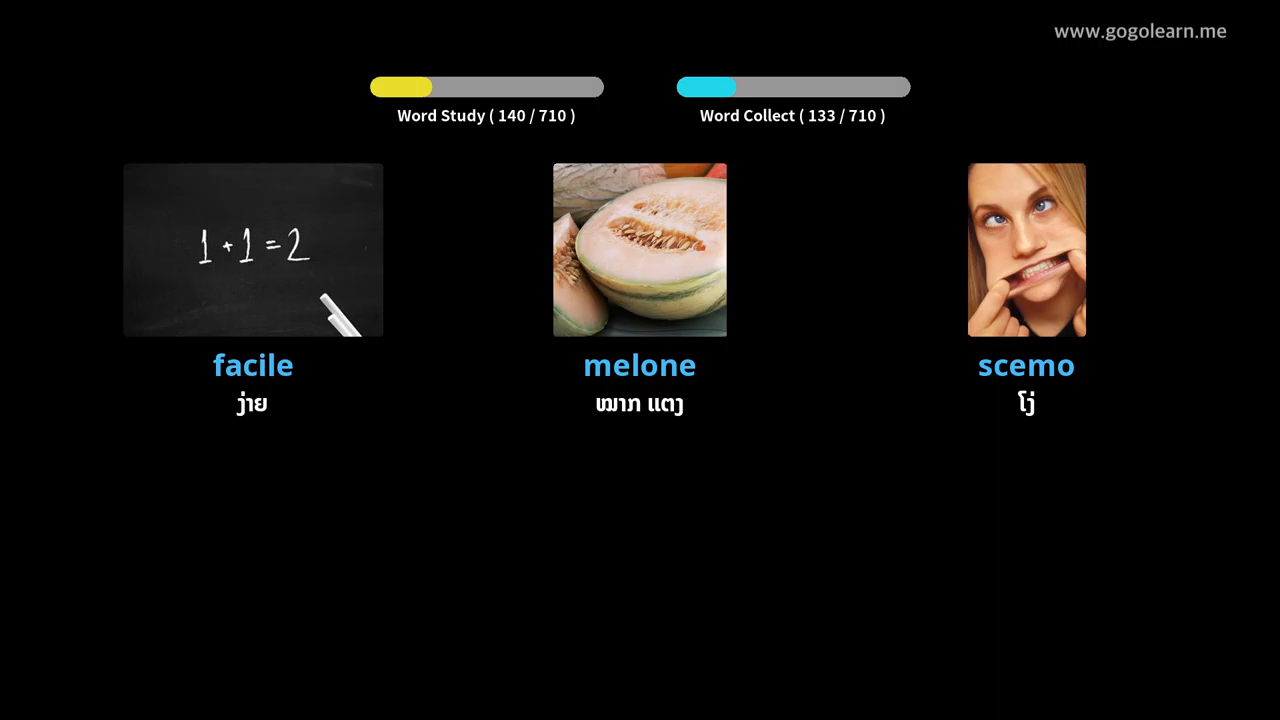 www.gogolearn.me
Word Study ( 140 / 710 )
Word Collect ( 133 / 710 )
1 + 1 = 2
facile
melone
scemo
ງ່າຍ
ໝາກ ແຕງ
ໂງ່